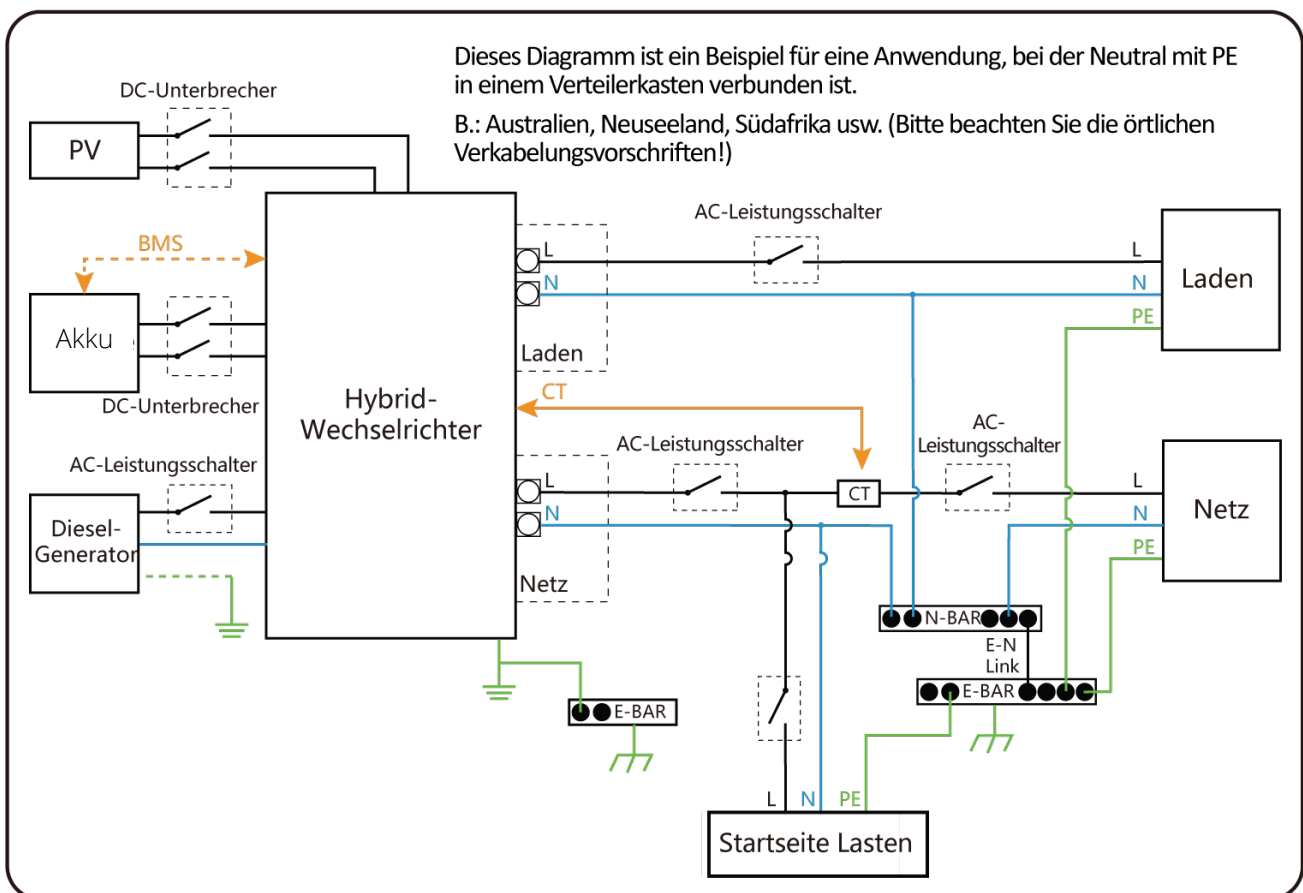 Dieses Diagramm ist ein Beispiel für eine Anwendung, bei der Neutral mit PE
in einem Verteilerkasten verbunden ist.
B.: Australien, Neuseeland, Südafrika usw. (Bitte beachten Sie die örtlichen
Verkabelungsvorschriften!)
DC-Unterbrecher
PV
BMS
Akku
DC-Unterbrecher
AC-Leistungsschalter
Diesel-
Generator
Hybrid-
Wechselrichter
L
N
Laden
AC-Leistungsschalter
L
N
PE
Laden
CT
AC-Leistungsschalter
CT
AC-
Leistungsschalter
L
N
Netz
L
N
PE
Netz
N-BAR
E-N
Link
E-BAR
E-BAR
L
N
PE
Startseite Lasten